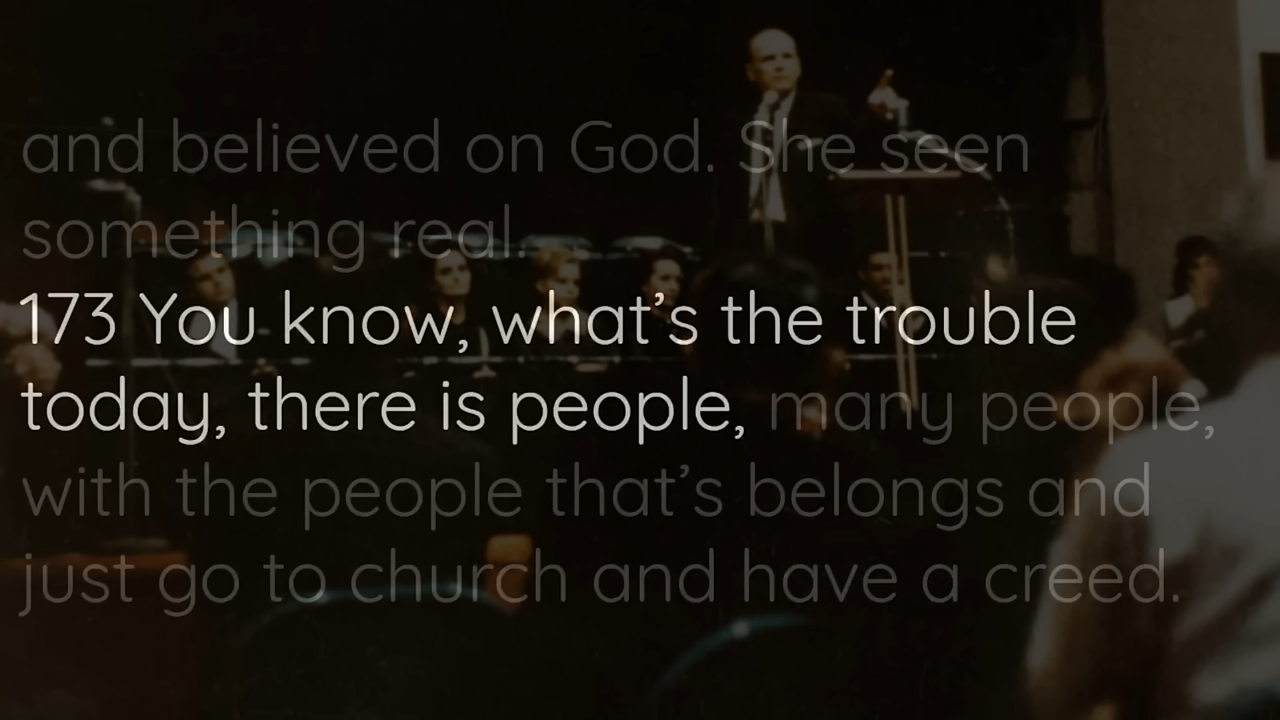 and believed on God. She seen
something real.
173 You know, what’s the trouble
today, there is people, many people,
with the people that’s belongs and
just go to church and have a creed.